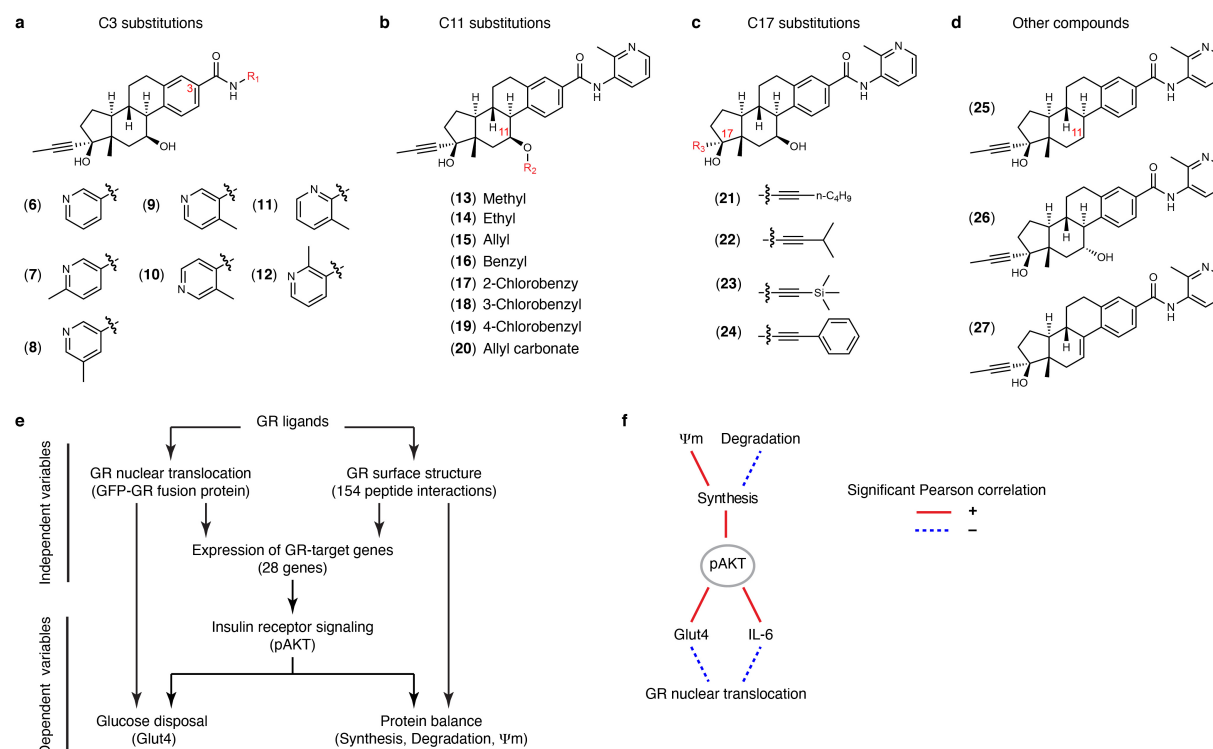 a
C3 substitutions
O
N
H
R1
3
H
H
H
OH
HO
(6)
N
(9)
N
(11)
N
(7)
N
(10)
N
(12)
N
(8)
N
b
C11 substitutions
N
O
N
H
H
H
H
11
O
R2
HO
(13) Methyl
(14) Ethyl
(15) Allyl
(16) Benzyl
(17) 2-Chlorobenzy
(18) 3-Chlorobenzyl
(19) 4-Chlorobenzyl
(20) Allyl carbonate
c
C17 substitutions
N
O
N
H
H
H
H
17
R3
HO
OH
(21)
n-C4H9
(22)
(23)
Si
(24)
d
Other compounds
N
O
N
H
(25)
H
H
H
11
HO
N
O
N
H
(26)
H
H
H
OH
HO
N
O
N
H
(27)
H
H
HO
e
GR ligands
Independent variables
GR nuclear translocation
(GFP-GR fusion protein)
GR surface structure
(154 peptide interactions)
Expression of GR-target genes
(28 genes)
Dependent variables
Insulin receptor signaling
(pAKT)
Glucose disposal
(Glut4)
Protein balance
(Synthesis, Degradation, Ψm)
f
Ψm Degradation
Synthesis
pAKT
Glut4 IL-6
GR nuclear translocation
Significant Pearson correlation
+
–